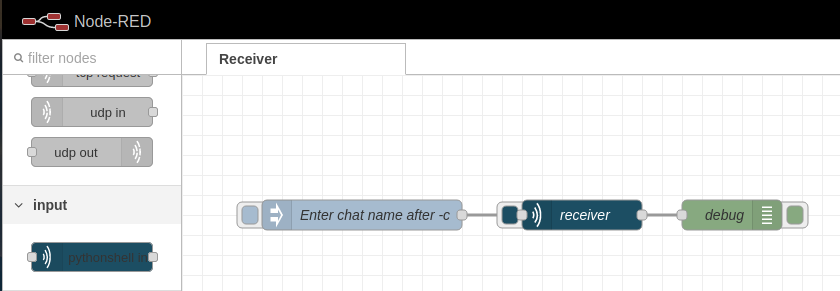 Node-RED
filter nodes
Receiver
tcp request
udp in
udp out
input
Enter chat name after -c
receiver
debug
pythonshell in